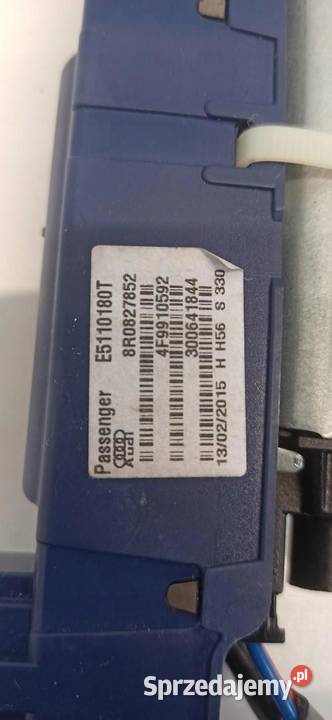 Passenger E5110180T
Audi 8R0827852
4F9910592
300641844
13/02/2015 H H56 S 330
Sprzedajemy.pl